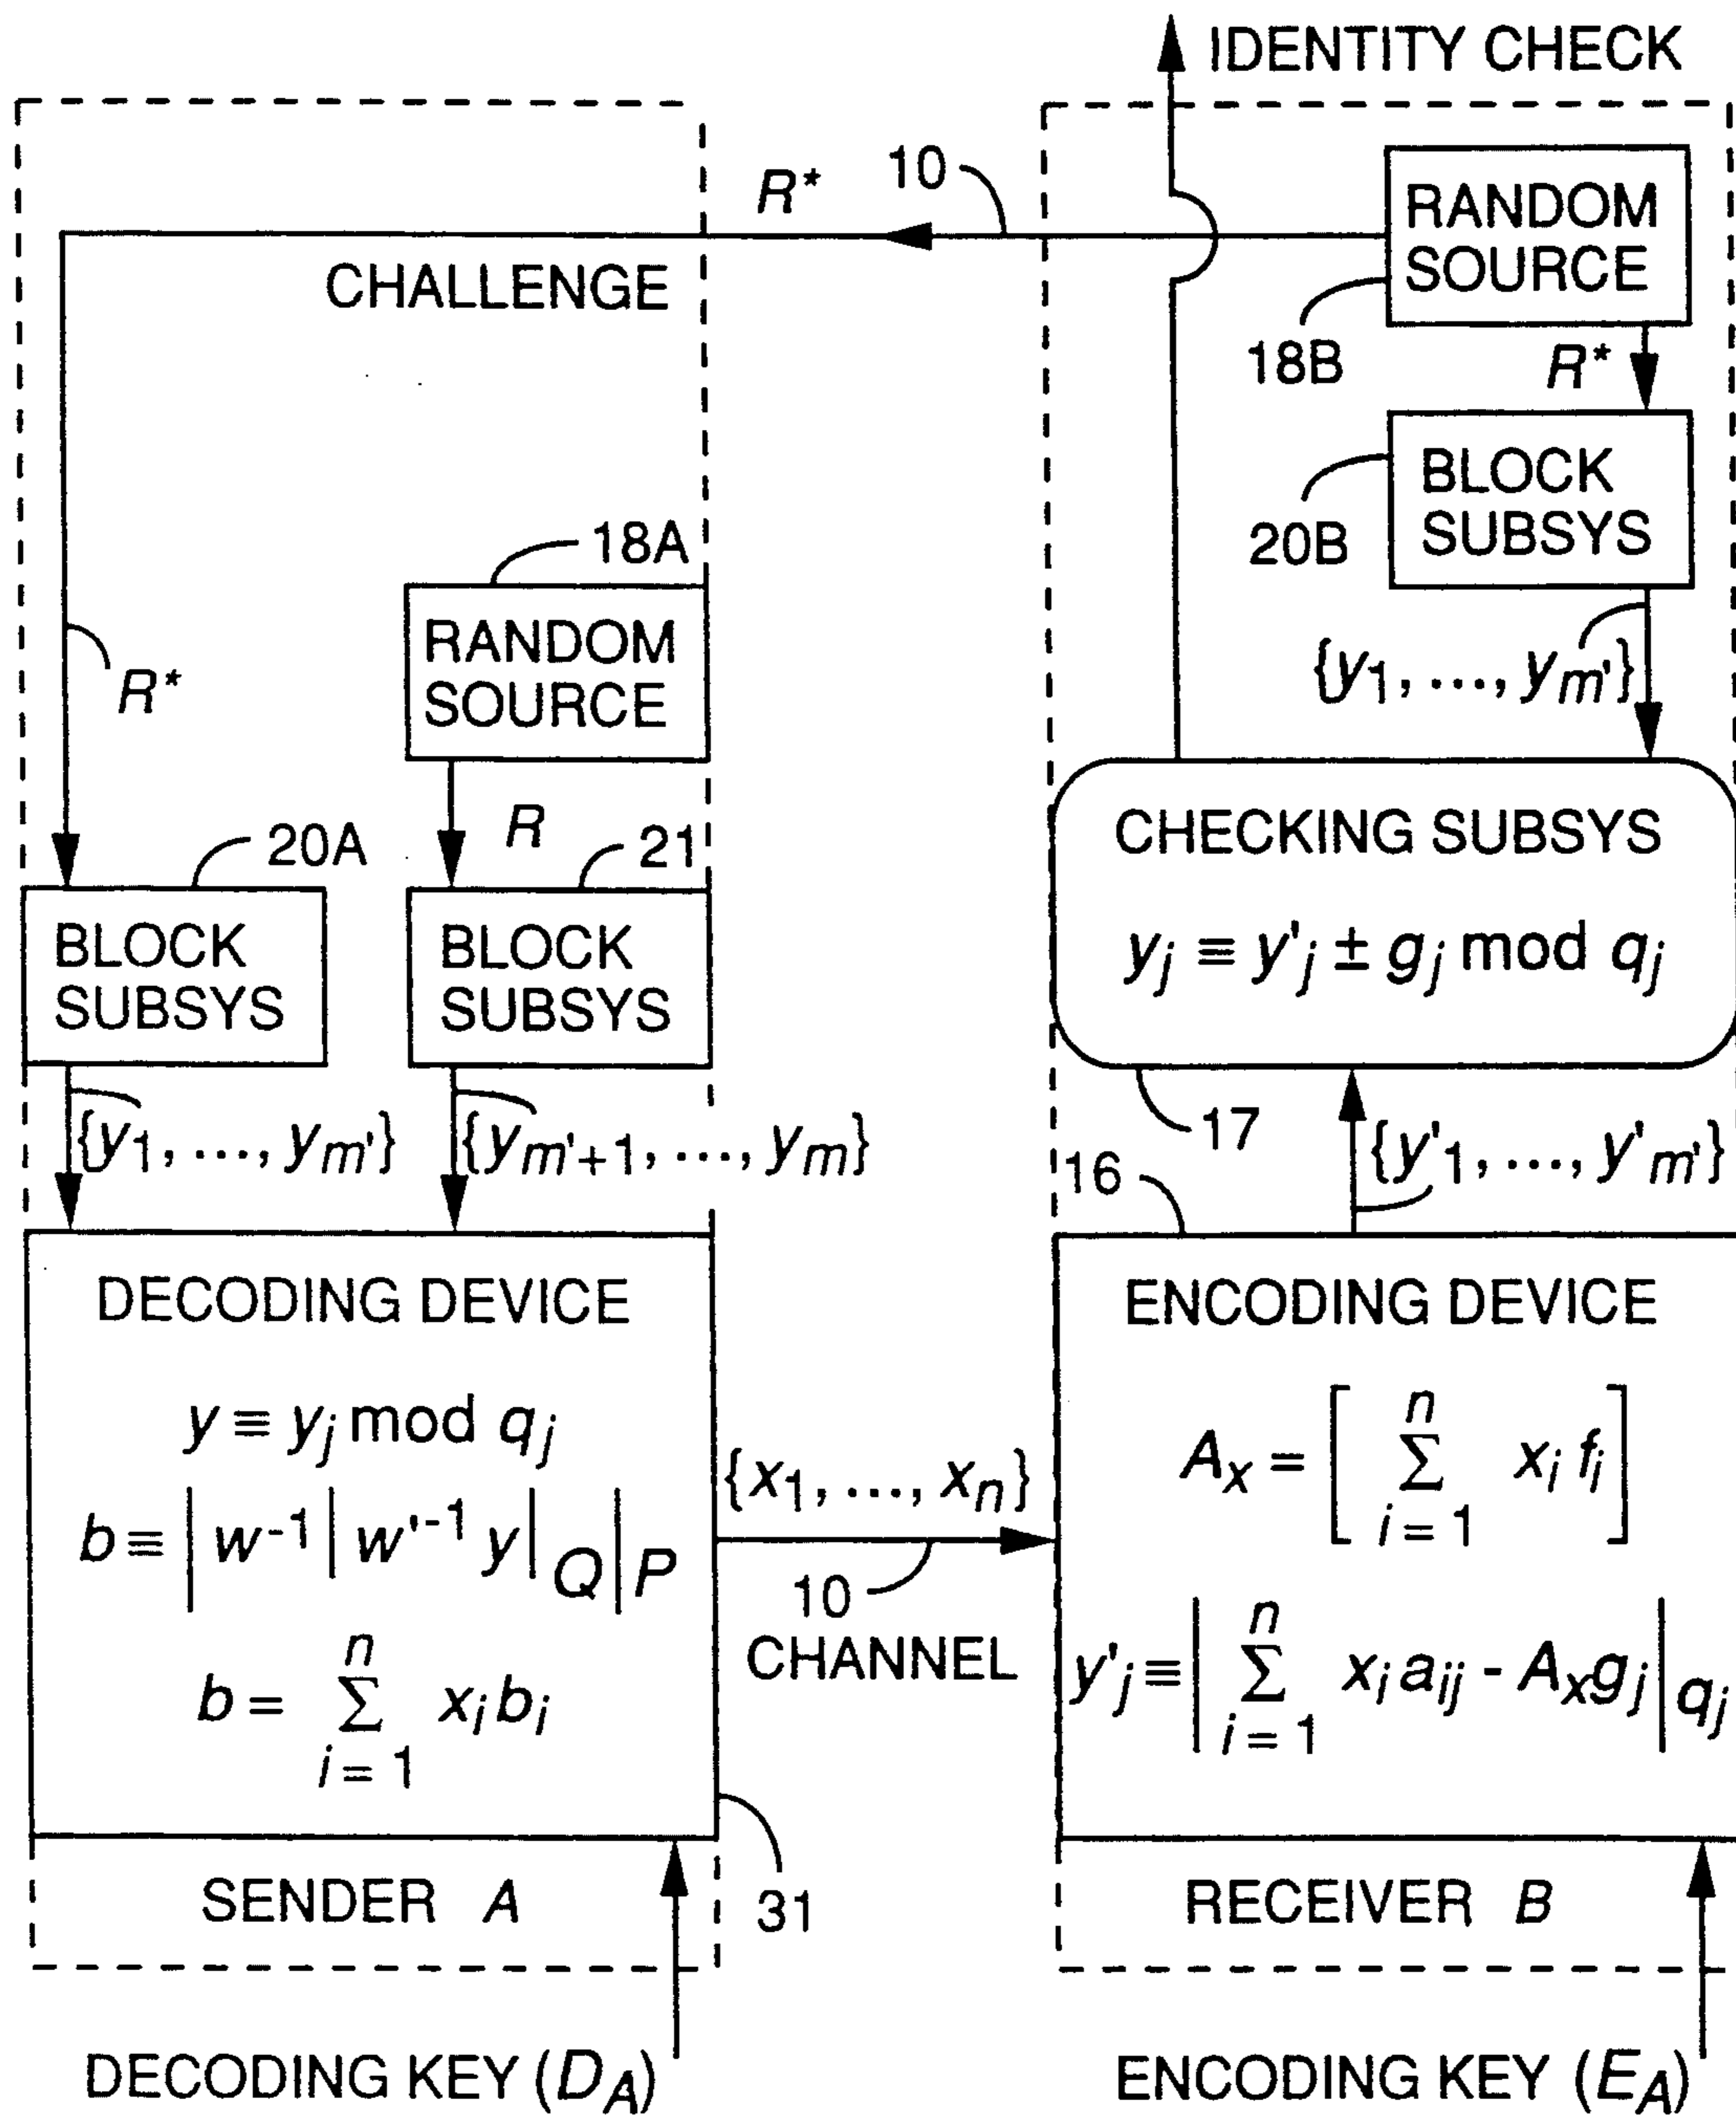 IDENTITY CHECK
R*
10
RANDOM
SOURCE
CHALLENGE
18B
R*
BLOCK
SUBSYS
20B
18A
RANDOM
SOURCE
R*
{y1, ..., ym'}
R
20A
21
CHECKING SUBSYS
yj ≡ y'j ± gj mod qj
BLOCK
SUBSYS
BLOCK
SUBSYS
17
{y1, ..., ym'}
{ym'+1, ..., ym}
16
{y'1, ..., y'm'}
DECODING DEVICE
y ≡ yj mod qj
b ≡ | w-1 | w'-1 y | Q | P
b = n Σ i = 1 xi bi
{x1, ..., xn}
10
CHANNEL
ENCODING DEVICE
Ax = [ n Σ i = 1 xi fi ]
y'j ≡ | n Σ i = 1 xi aij - Axgj | qj
SENDER A
31
RECEIVER B
DECODING KEY (DA)
ENCODING KEY (EA)